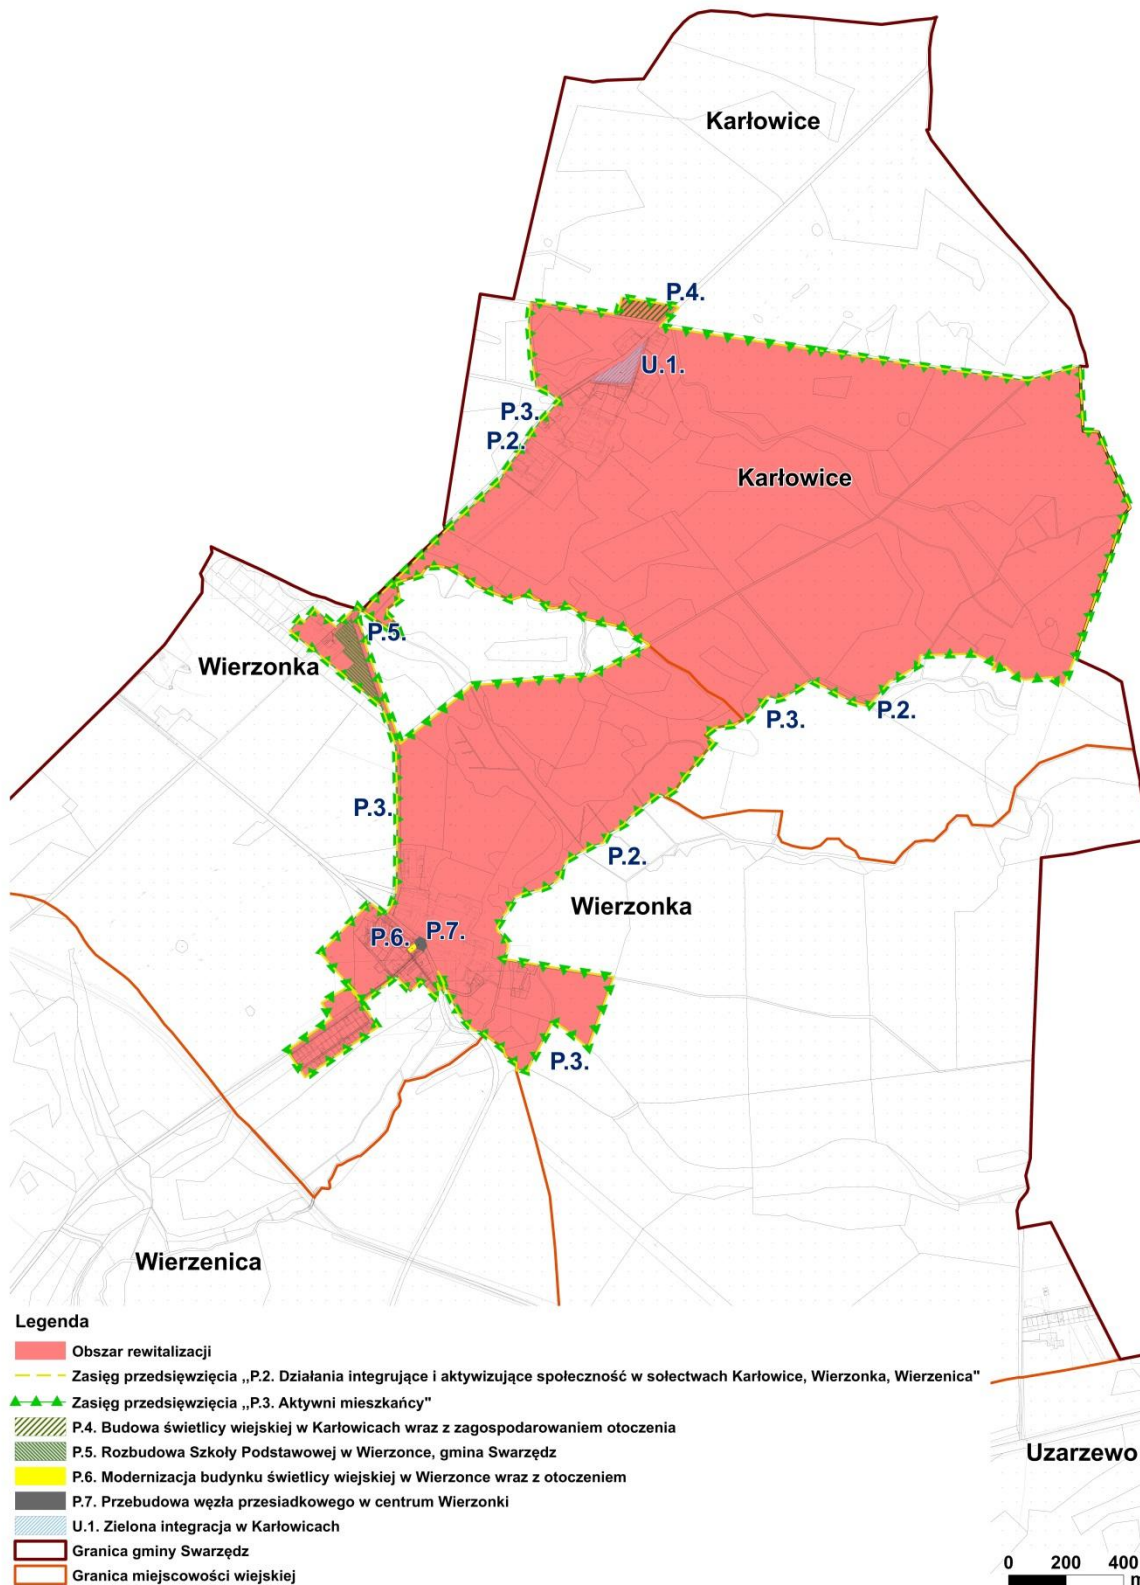 Karłowice
P.4.
U.1.
P.3.
P.2.
Karłowice
P.5.
Wierzonka
P.3.
P.2.
P.3.
P.2.
Wierzonka
P.6.
P.7.
P.3.
Wierzenica
Legenda
Obszar rewitalizacji
Zasięg przedsięwzięcia ,,P.2. Działania integrujące i aktywizujące społeczność w sołectwach Karłowice, Wierzonka, Wierzenica"
Zasięg przedsięwzięcia ,,P.3. Aktywni mieszkańcy"
P.4. Budowa świetlicy wiejskiej w Karłowicach wraz z zagospodarowaniem otoczenia
P.5. Rozbudowa Szkoły Podstawowej w Wierzonce, gmina Swarzędz
P.6. Modernizacja budynku świetlicy wiejskiej w Wierzonce wraz z otoczeniem
P.7. Przebudowa węzła przesiadkowego w centrum Wierzonki
U.1. Zielona integracja w Karłowicach
Granica gminy Swarzędz
Granica miejscowości wiejskiej
Uzarzewo
0 200 400
m